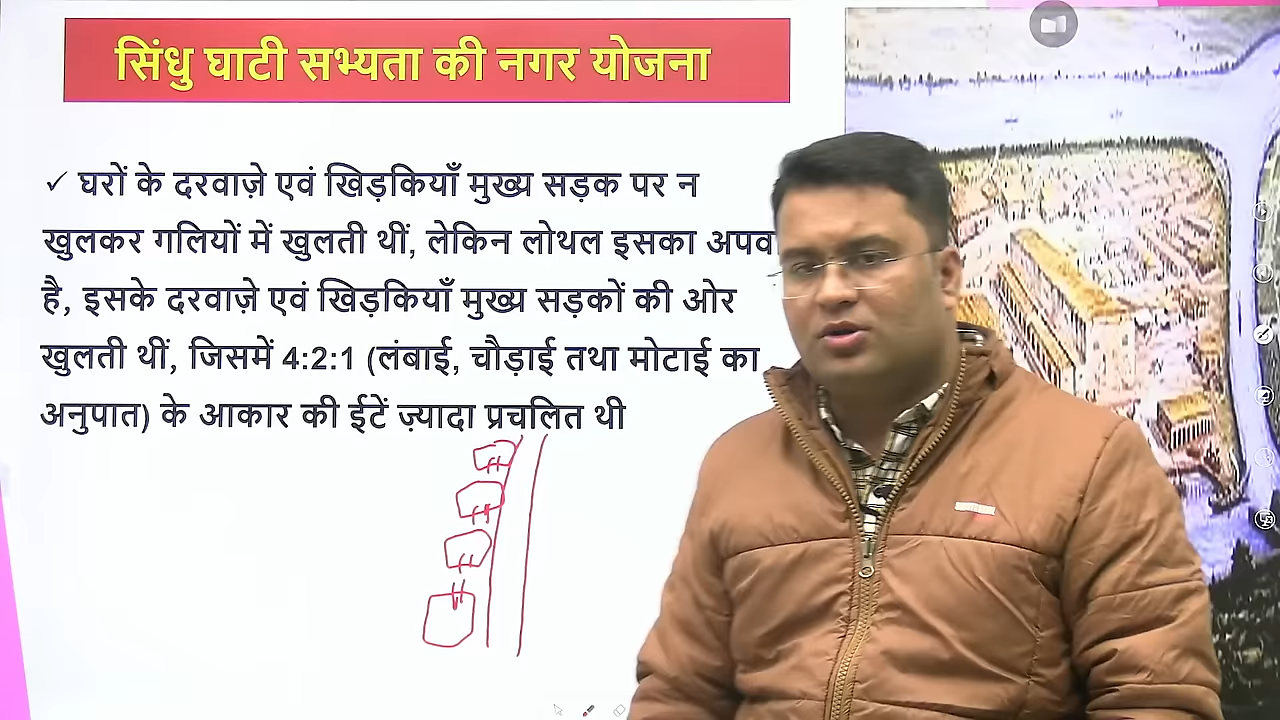 सिंधु घाटी सभ्यता की नगर योजना
✓ घरों के दरवाज़े एवं खिड़कियाँ मुख्य सड़क पर न
खुलकर गलियों में खुलती थीं, लेकिन लोथल इसका
है, इसके दरवाज़े एवं खिड़कियाँ मुख्य सड़कों की ओर
खुलती थीं, जिसमें 4:2:1 (लंबाई, चौड़ाई तथा मोटाई का
अनुपात) के आकार की ईटें ज़्यादा प्रचलित थी